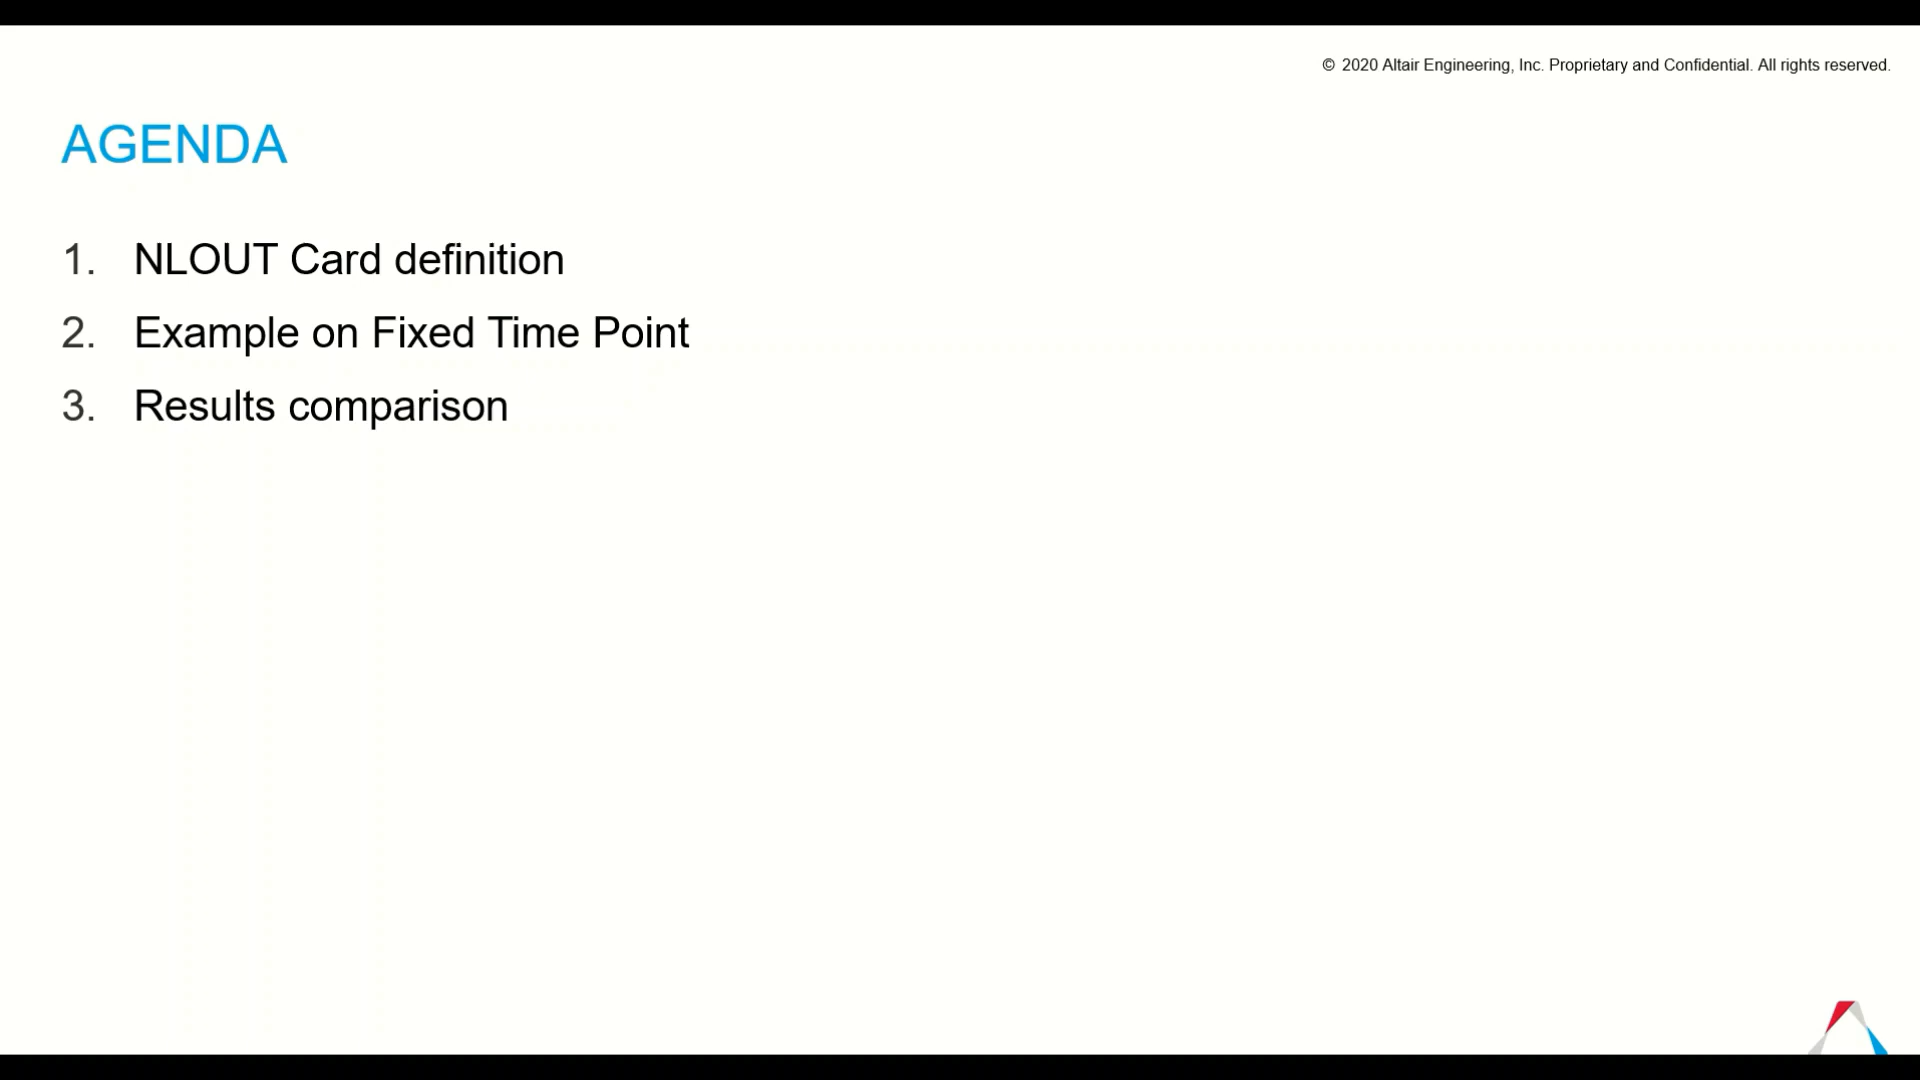 © 2020 Altair Engineering, Inc. Proprietary and Confidential. All rights reserved.
AGENDA
1. NLOUT Card definition
2. Example on Fixed Time Point
3. Results comparison